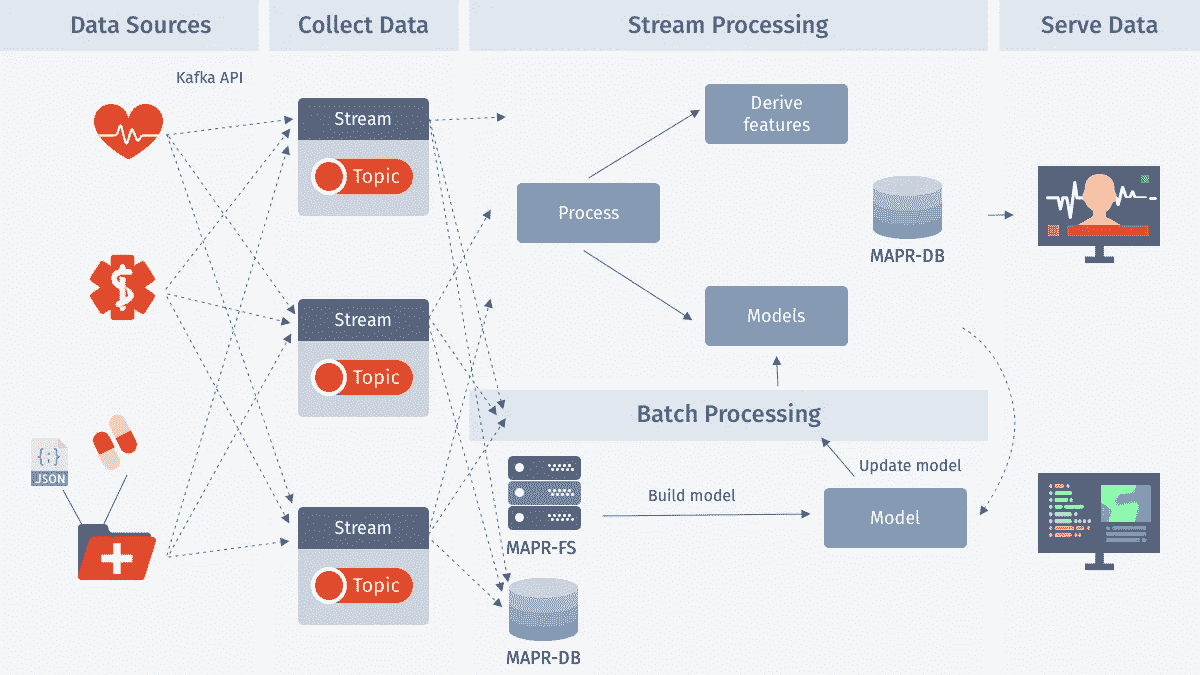 Data Sources
Collect Data
Stream Processing
Serve Data
Kafka API
Stream
Topic
Stream
Topic
Stream
Topic
{:}
JSON
Derive
features
Process
MAPR-DB
Models
Batch Processing
Update model
Build model
Model
MAPR-FS
MAPR-DB